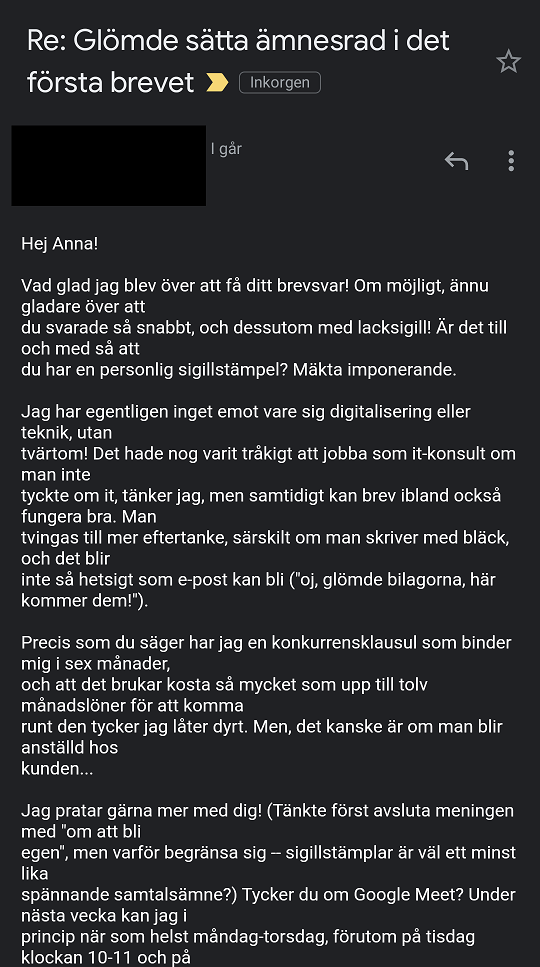 Re: Glömde sätta ämnesrad i det
första brevet Inkorgen
I går
Hej Anna!
Vad glad jag blev över att få ditt brevsvar! Om möjligt, ännu
gladare över att
du svarade så snabbt, och dessutom med lacksigill! Är det till
och med så att
du har en personlig sigillstämpel? Mäkta imponerande.
Jag har egentligen inget emot vare sig digitalisering eller
teknik, utan
tvärtom! Det hade nog varit tråkigt att jobba som it-konsult om
man inte
tyckte om it, tänker jag, men samtidigt kan brev ibland också
fungera bra. Man
tvingas till mer eftertanke, särskilt om man skriver med bläck,
och det blir
inte så hetsigt som e-post kan bli ("oj, glömde bilagorna, här
kommer dem!").
Precis som du säger har jag en konkurrensklausul som binder
mig i sex månader,
och att det brukar kosta så mycket som upp till tolv
månadslöner för att komma
runt den tycker jag låter dyrt. Men, det kanske är om man blir
anställd hos
kunden...
Jag pratar gärna mer med dig! (Tänkte först avsluta meningen
med "om att bli
egen", men varför begränsa sig -- sigillstämplar är väl ett minst
lika
spännande samtalsämne?) Tycker du om Google Meet? Under
nästa vecka kan jag i
princip när som helst måndag-torsdag, förutom på tisdag
klockan 10-11 och på